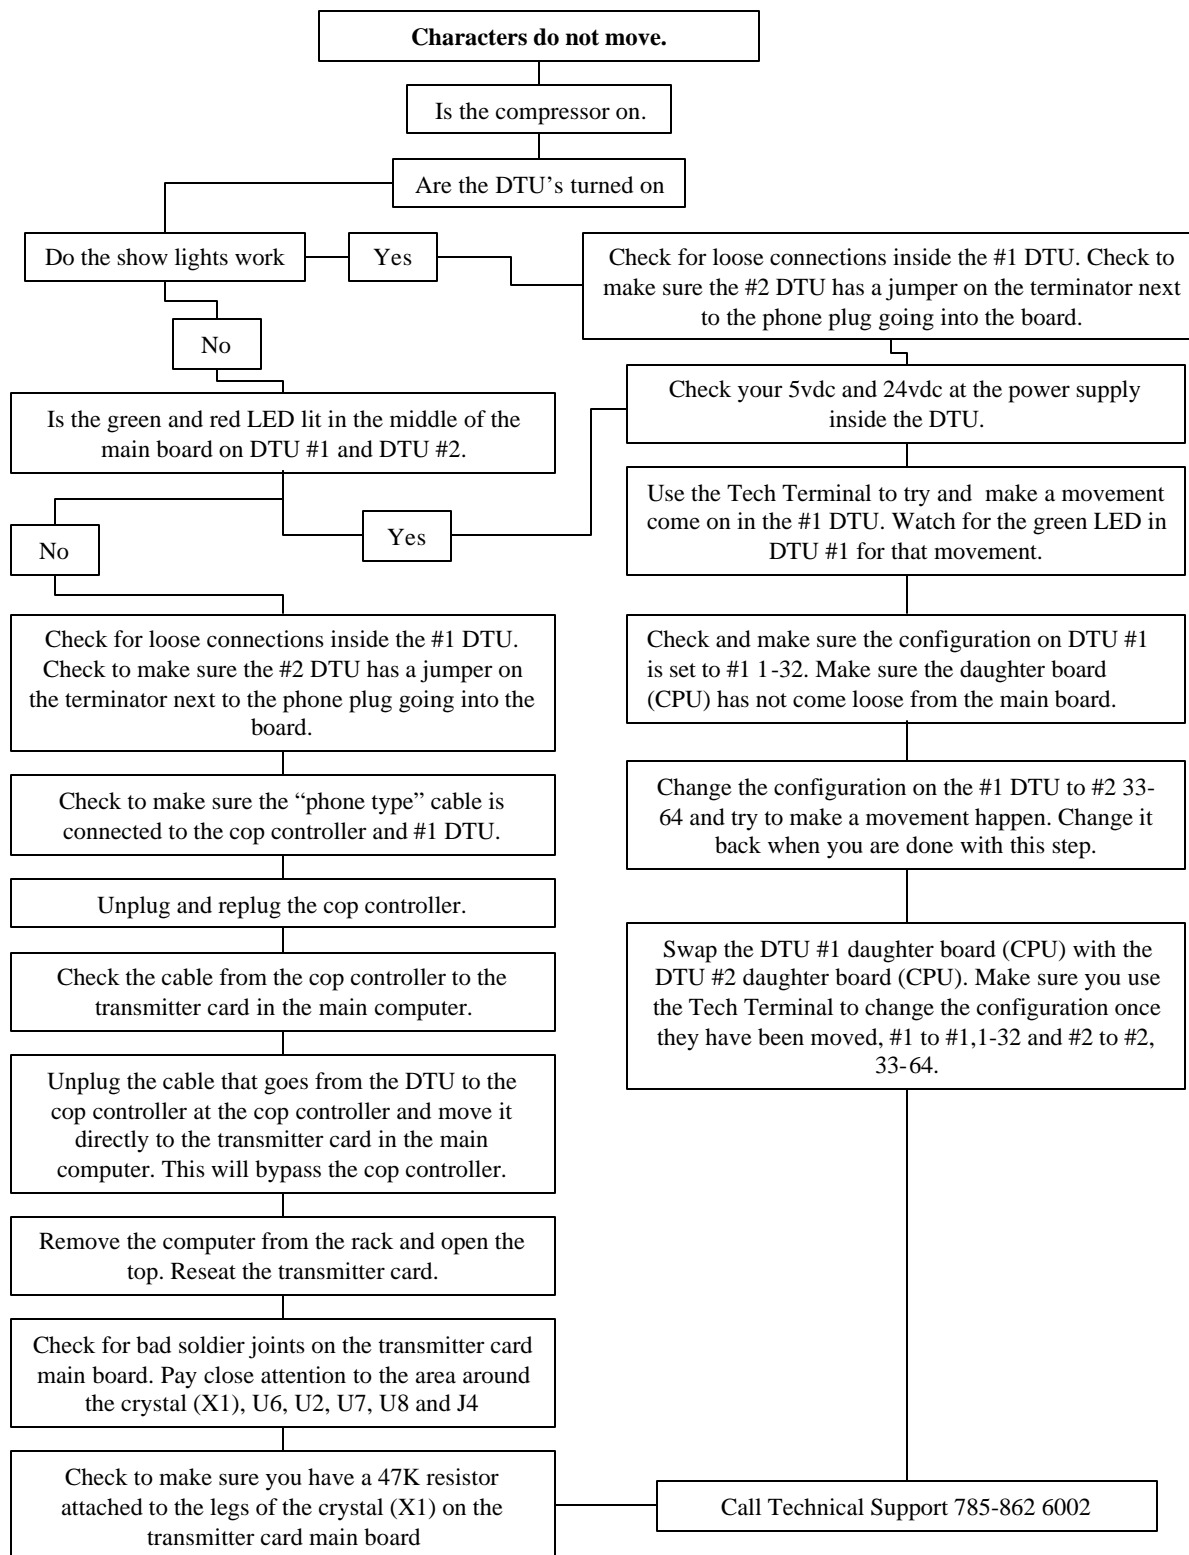 Characters do not move.
Is the compressor on.
Are the DTU's turned on
Do the show lights work
Yes
Check for loose connections inside the #1 DTU. Check to
make sure the #2 DTU has a jumper on the terminator next
to the phone plug going into the board.
No
Check your 5vdc and 24vdc at the power supply
inside the DTU.
Is the green and red LED lit in the middle of the
main board on DTU #1 and DTU #2.
Use the Tech Terminal to try and make a movement
come on in the #1 DTU. Watch for the green LED in
DTU #1 for that movement.
No
Yes
Check for loose connections inside the #1 DTU.
Check to make sure the #2 DTU has a jumper on
the terminator next to the phone plug going into the
board.
Check and make sure the configuration on DTU #1
is set to #1 1-32. Make sure the daughter board
(CPU) has not come loose from the main board.
Check to make sure the “phone type” cable is
connected to the cop controller and #1 DTU.
Change the configuration on the #1 DTU to #2 33-
64 and try to make a movement happen. Change it
back when you are done with this step.
Unplug and replug the cop controller.
Check the cable from the cop controller to the
transmitter card in the main computer.
Swap the DTU #1 daughter board (CPU) with the
DTU #2 daughter board (CPU). Make sure you use
the Tech Terminal to change the configuration once
they have been moved, #1 to #1,1-32 and #2 to #2,
33-64.
Unplug the cable that goes from the DTU to the
cop controller at the cop controller and move it
directly to the transmitter card in the main
computer. This will bypass the cop controller.
Remove the computer from the rack and open the
top. Reseat the transmitter card.
Check for bad soldier joints on the transmitter card
main board. Pay close attention to the area around
the crystal (X1), U6, U2, U7, U8 and J4
Check to make sure you have a 47K resistor
attached to the legs of the crystal (X1) on the
transmitter card main board
Call Technical Support 785-862 6002